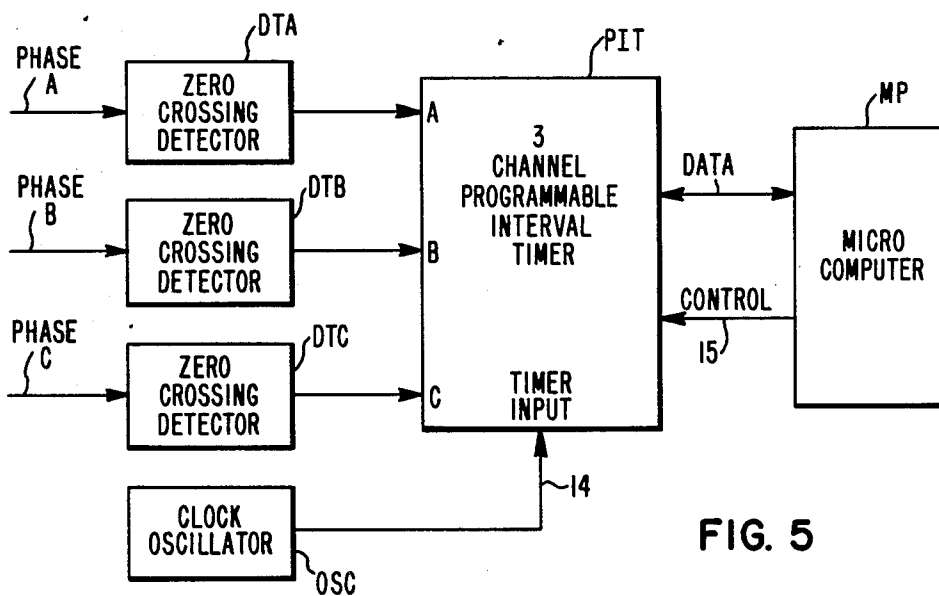 DTA
PIT
MP
PHASE
A
ZERO
CROSSING
DETECTOR
A
3
CHANNEL
PROGRAMMABLE
INTERVAL
TIMER
DATA
MICRO
COMPUTER
PHASE
B
DTB
ZERO
CROSSING
DETECTOR
B
CONTROL
15
PHASE
C
DTC
ZERO
CROSSING
DETECTOR
C
TIMER
INPUT
14
CLOCK
OSCILLATOR
OSC
FIG. 5